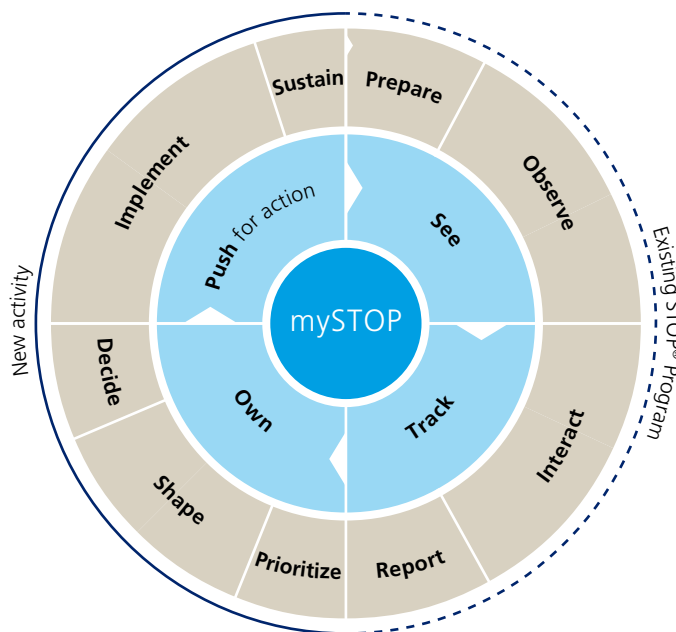 Sustain
Prepare
Observe
Interact
Report
Prioritize
Shape
Decide
Implement
Push for action
See
Track
Own
mySTOP
New activity
Existing STOP® Program